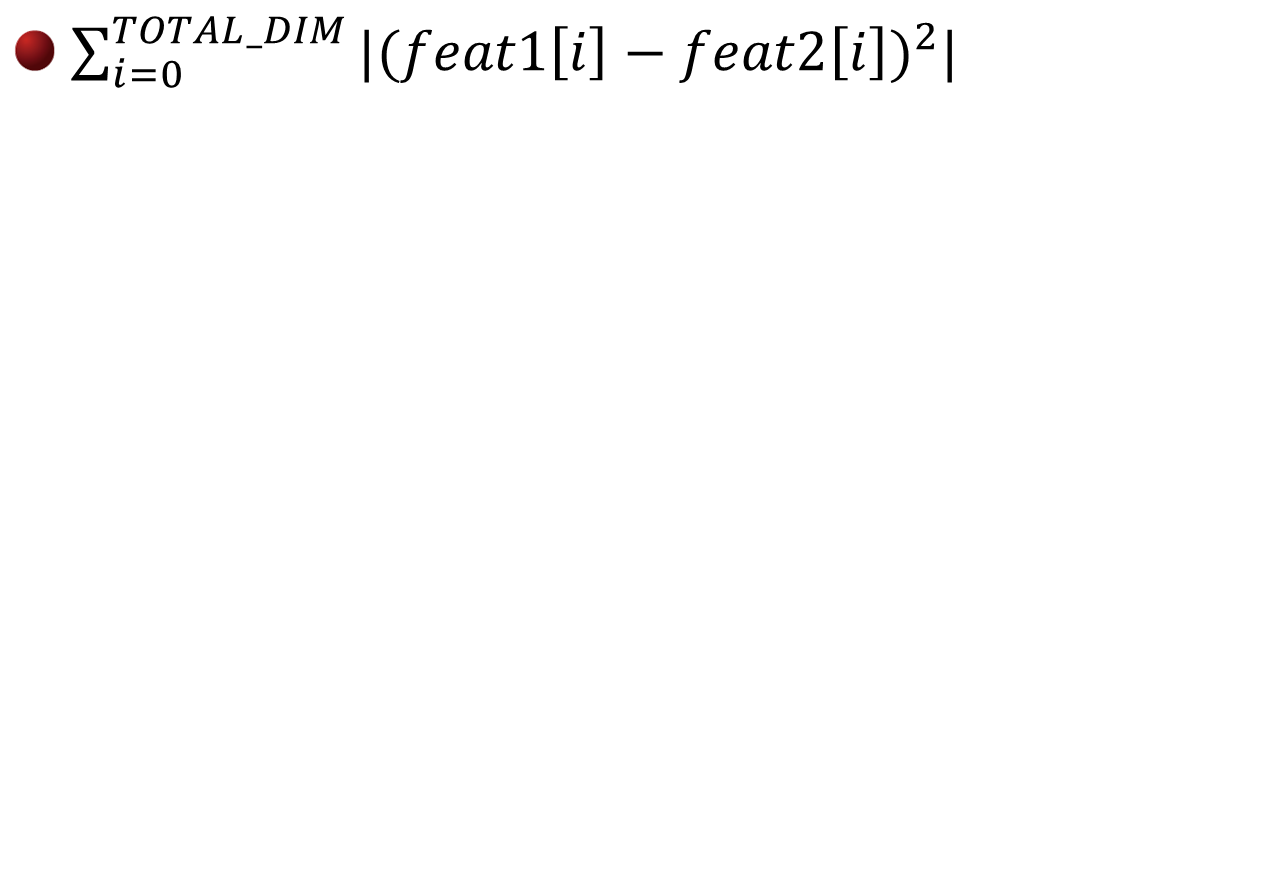 ∑_{i=0}^{TOTAL_DIM} |(feat1[i] − feat2[i])²|